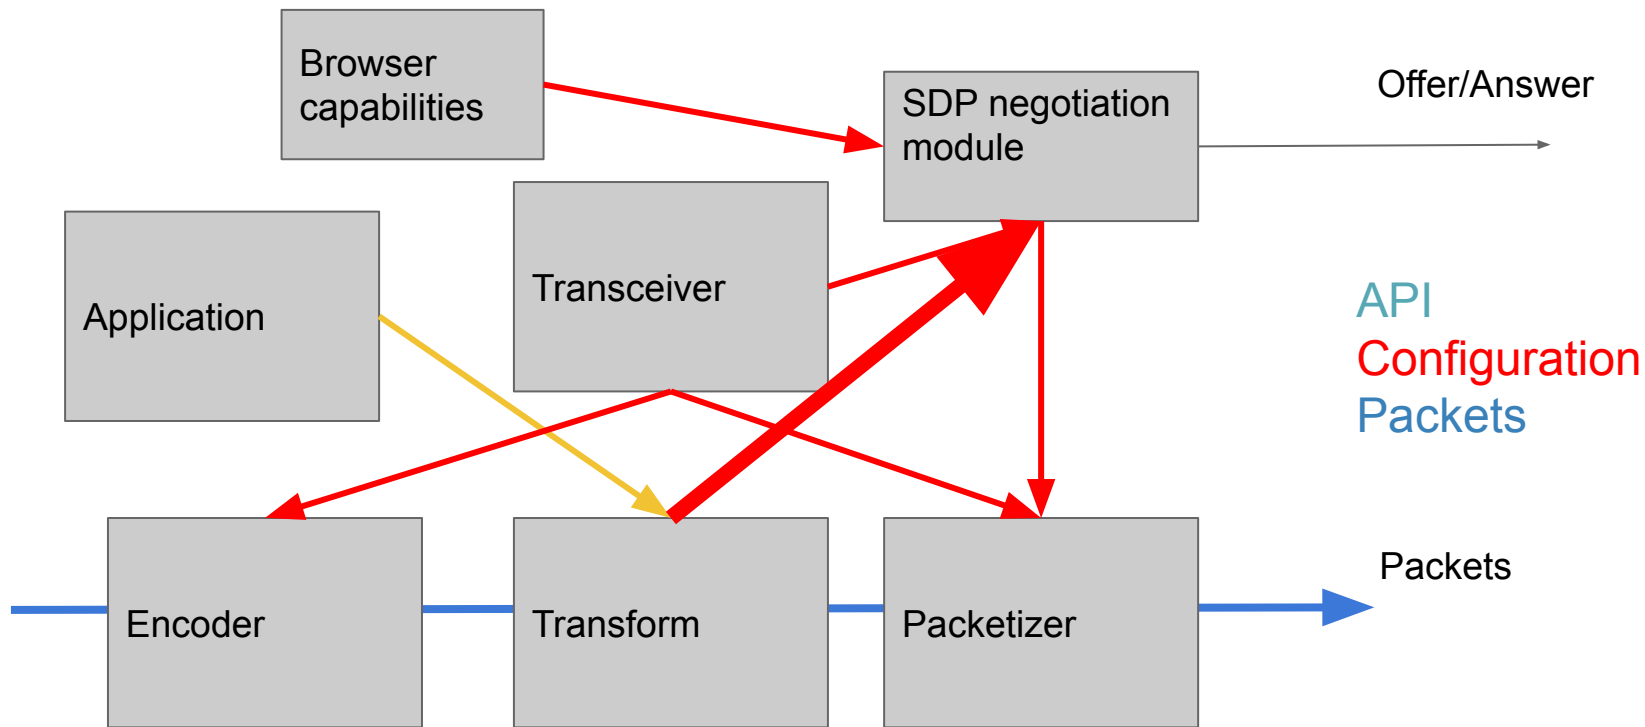 Browser
capabilities
SDP negotiation
module
Offer/Answer
Application
Transceiver
API
Configuration
Packets
Encoder
Transform
Packetizer
Packets